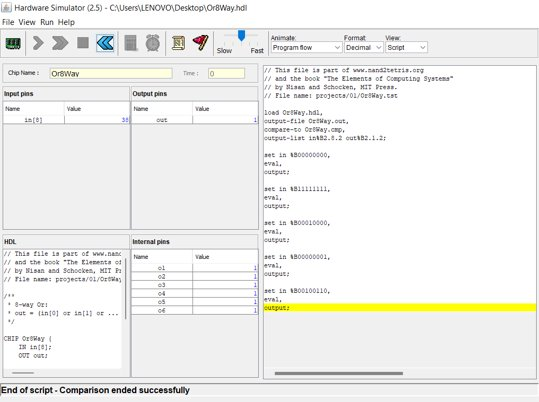 Hardware Simulator (2.5) - C:\Users\LENOVO\Desktop\Or8Way.hdl
File View Run Help
Animate:
Program flow
Format:
Decimal
View:
Script
Slow
Fast
Chip Name :
Or8Way
Time :
0
Input pins
Name Value
in[8] 38
Output pins
Name Value
out 1
HDL
// This file is part of www.nand
// and the book "The Elements of
// by Nisan and Schocken, MIT Pr
// File name: projects/01/Or8Way
/**
* 8-way Or:
* out = (in[0] or in[1] or ...
*/
CHIP Or8Way {
IN in[8];
OUT out;
Internal pins
Name Value
o1 1
o2 1
o3 1
o4 1
o5 1
o6 1
// This file is part of www.nand2tetris.org
// and the book "The Elements of Computing Systems"
// by Nisan and Schocken, MIT Press.
// File name: projects/01/Or8Way.tst
load Or8Way.hdl,
output-file Or8Way.out,
compare-to Or8Way.cmp,
output-list in%B2.8.2 out%B2.1.2;
set in %B00000000,
eval,
output;
set in %B11111111,
eval,
output;
set in %B00010000,
eval,
output;
set in %B00000001,
eval,
output;
set in %B00100110,
eval,
output;
End of script - Comparison ended successfully